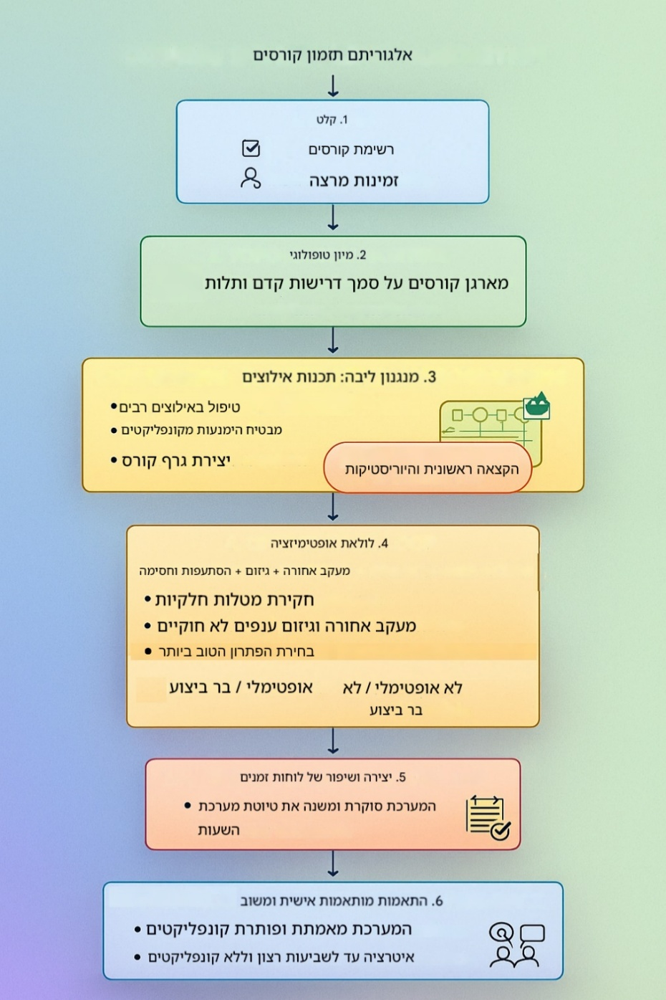 אלגוריתם תזמון קורסים
1. קלט
רשימת קורסים
זמינות מרצה
2. מיון טופולוגי
מארגן קורסים על סמך דרישות קדם ותלות
3. מנגנון ליבה: תכנות אילוצים
• טיפול באילוצים רבים
• מבטיח הימנעות מקונפליקטים
• יצירת גרף קורס
הקצאה ראשונית והיוריסטיקות
4. לולאת אופטימיזציה
מעקב אחורה + גיזום + הסתעפות וחסימה
• חקירת מטלות חלקיות
• מעקב אחורה וגיזום ענפים לא חוקיים
• בחירת הפתרון הטוב ביותר
לא אופטימלי / לא
בר ביצוע
אופטימלי / בר ביצוע
5. יצירה ושיפור של לוחות זמנים
• המערכת סוקרת ומשנה את טיוטת מערכת
השעות
6. התאמות מותאמות אישית ומשוב
• המערכת מאמתת ופותרת קונפליקטים
• איטרציה עד לשביעות רצון וללא קונפליקטים